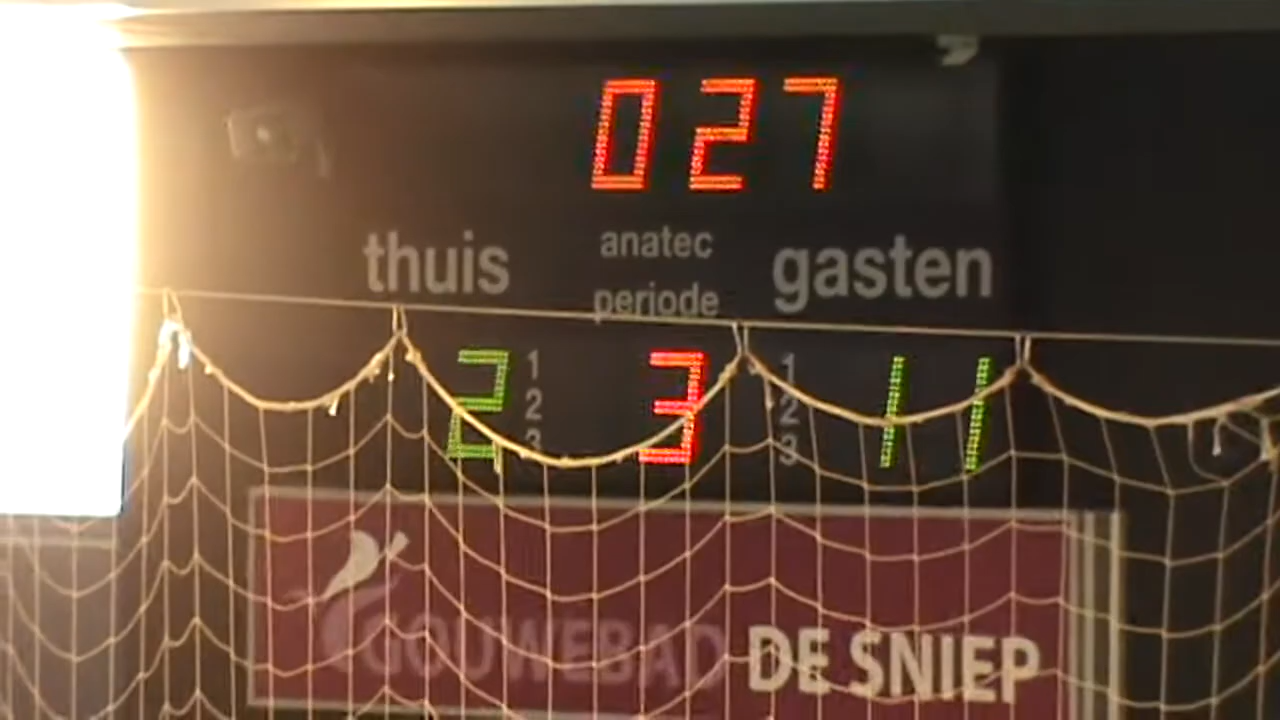 027
thuis anatec gasten
periode
2 1 3 1 11
2 2
3 3
GOUWEBAD DE SNIEP